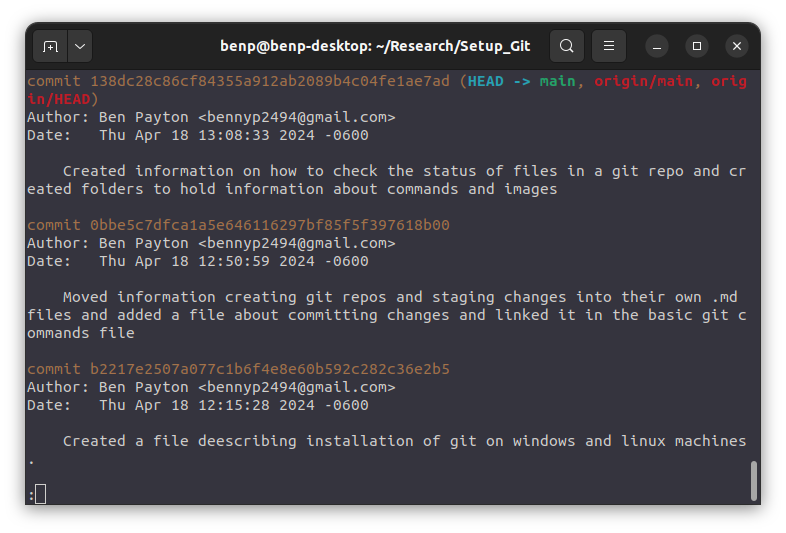 benp@benp-desktop: ~/Research/Setup_Git
commit 138dc28c86cf84355a912ab2089b4c04fe1ae7ad (HEAD -> main, origin/main, orig
in/HEAD)
Author: Ben Payton <bennyp2494@gmail.com>
Date:   Thu Apr 18 13:08:33 2024 -0600
    Created information on how to check the status of files in a git repo and cr
eated folders to hold information about commands and images
commit 0bbe5c7dfca1a5e646116297bf85f5f397618b00
Author: Ben Payton <bennyp2494@gmail.com>
Date:   Thu Apr 18 12:50:59 2024 -0600
    Moved information creating git repos and staging changes into their own .md
files and added a file about committing changes and linked it in the basic git c
ommands file
commit b2217e2507a077c1b6f4e8e60b592c282c36e2b5
Author: Ben Payton <bennyp2494@gmail.com>
Date:   Thu Apr 18 12:15:28 2024 -0600
    Created a file deescribing installation of git on windows and linux machines
.
: